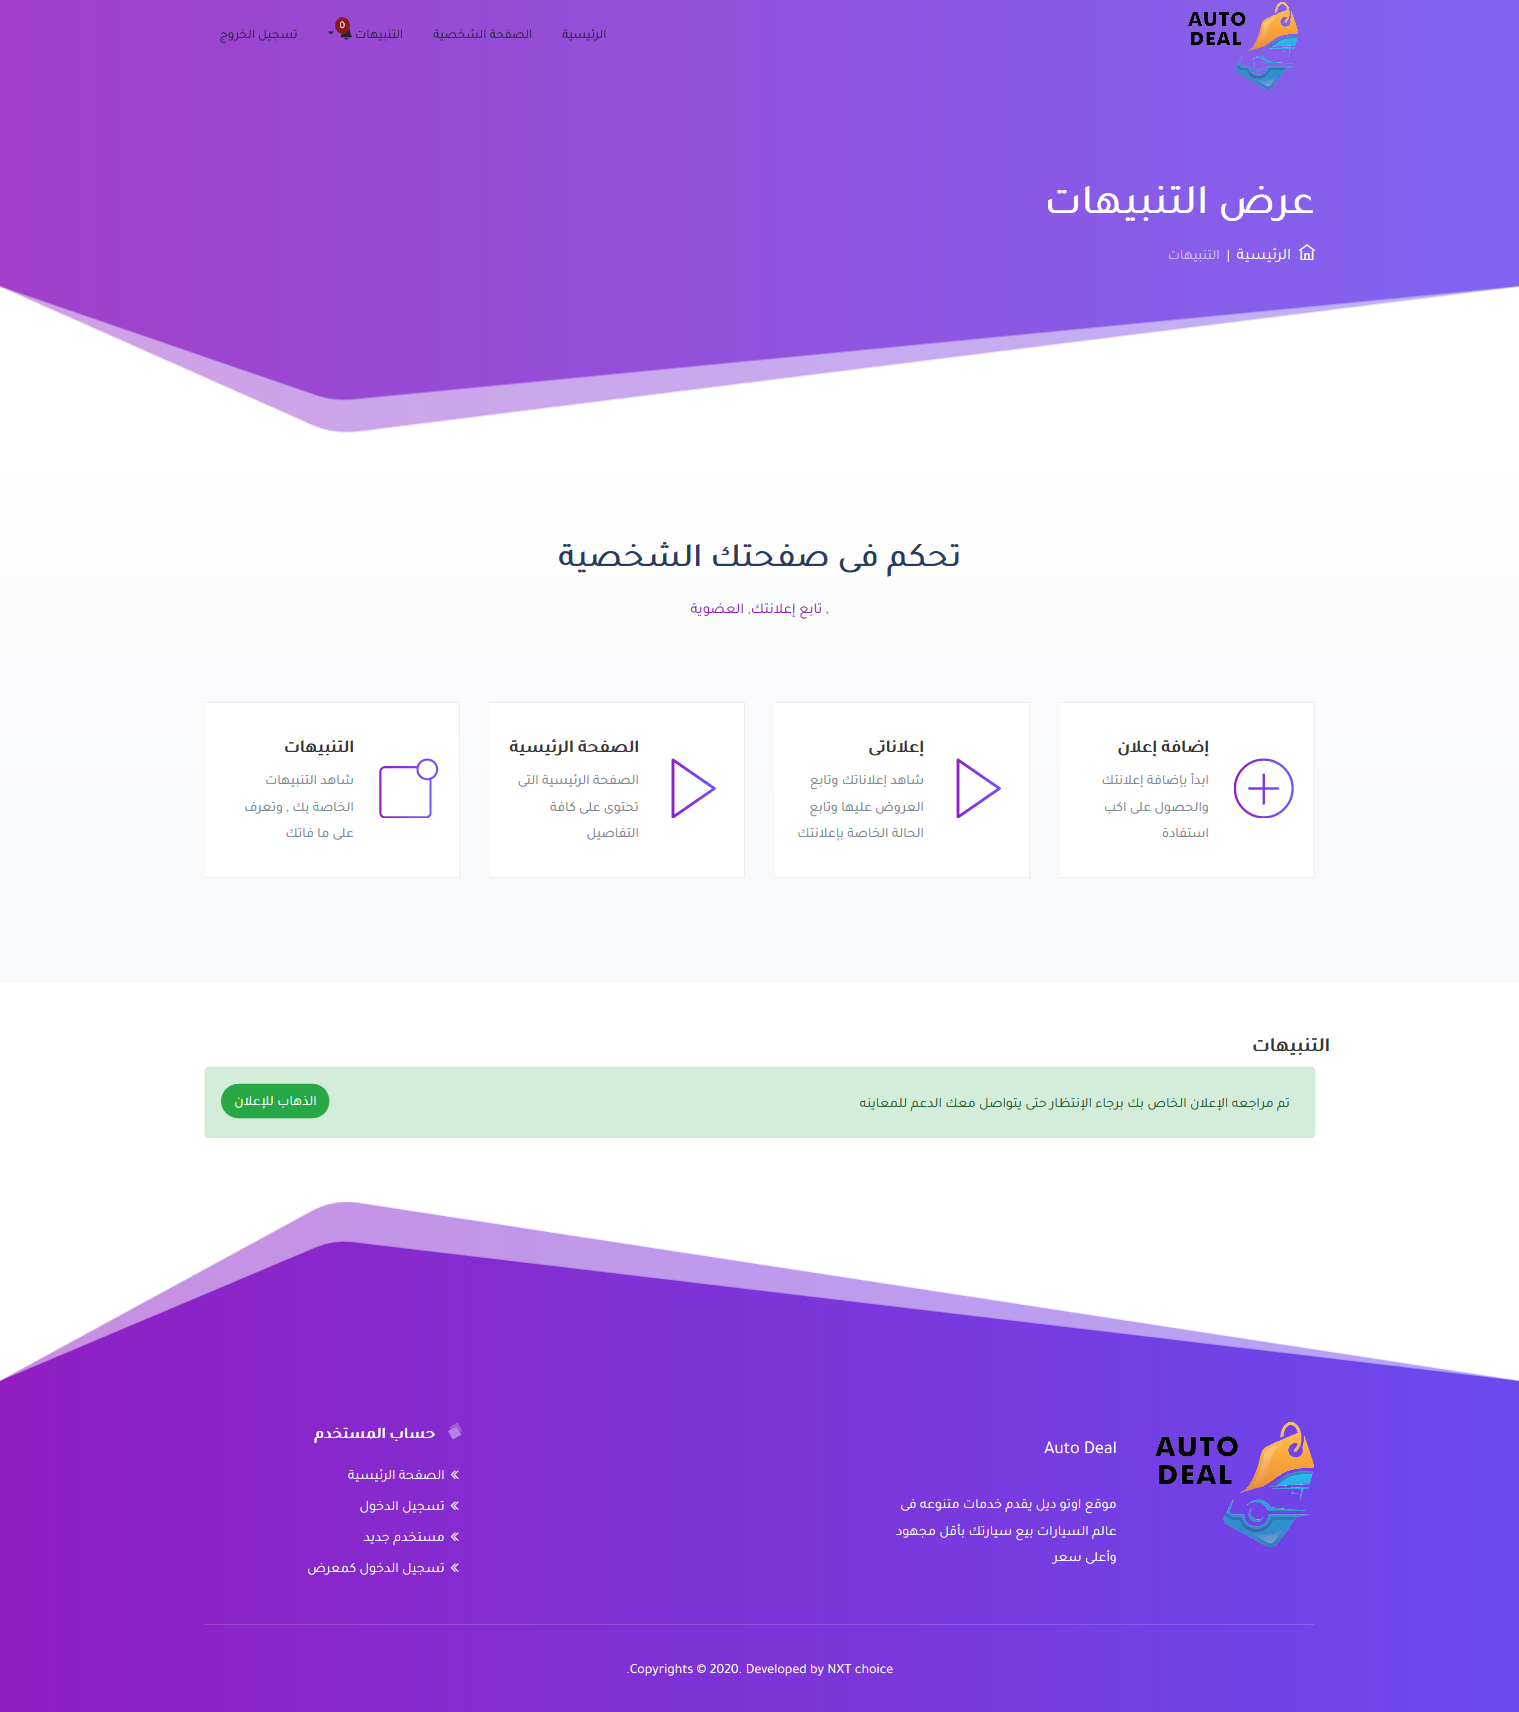 AUTO
DEAL
الرئيسية
الصفحة الشخصية
التنبيهات
0
تسجيل الخروج
عرض التنبيهات
الرئيسية | التنبيهات
تحكم فى صفحتك الشخصية
, تابع إعلانتك, العضوية
إضافة إعلان
ابدأ بإضافة إعلانتك
والحصول على اكب
استفادة
إعلاناتى
شاهد إعلاناتك وتابع
العروض عليها وتابع
الحالة الخاصة بإعلانتك
الصفحة الرئيسية
الصفحة الرئيسية التى
تحتوى على كافة
التفاصيل
التنبيهات
شاهد التنبيهات
الخاصة بك , وتعرف
على ما فاتك
التنبيهات
تم مراجعه الإعلان الخاص بك برجاء الإنتظار حتى يتواصل معك الدعم للمعاينه
الذهاب للإعلان
AUTO
DEAL
Auto Deal
موقع اوتو ديل يقدم خدمات متنوعه فى
عالم السيارات بيع سيارتك بأقل مجهود
وأعلى سعر
حساب المستخدم
الصفحة الرئيسية
تسجيل الدخول
مستخدم جديد
تسجيل الدخول كمعرض
.Copyrights © 2020. Developed by NXT choice